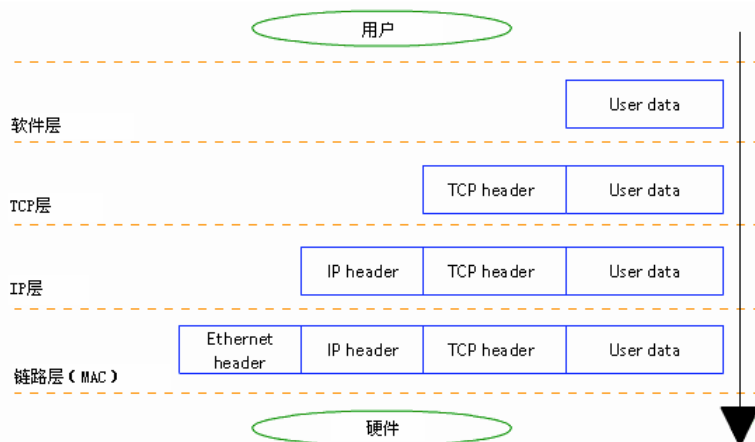 用户
User data
软件层
TCP header
User data
TCP层
IP header
TCP header
User data
IP层
Ethernet
header
IP header
TCP header
User data
链路层（MAC）
硬件